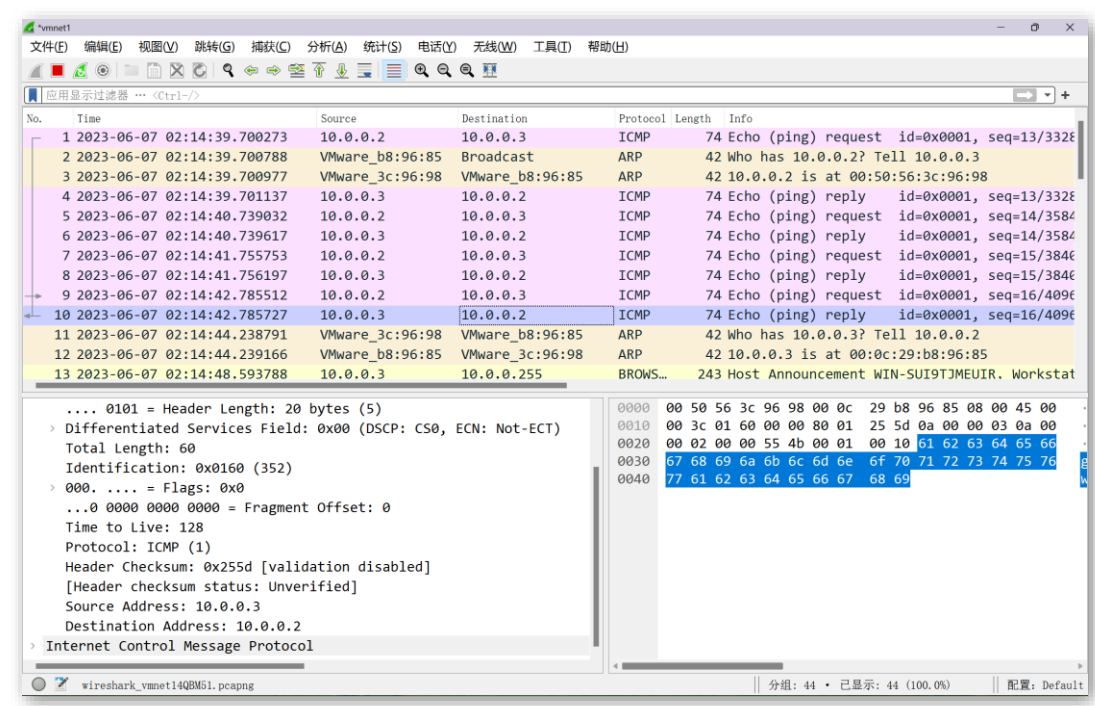 *vmnet1
文件(F) 编辑(E) 视图(V) 跳转(G) 捕获(C) 分析(A) 统计(S) 电话(Y) 无线(W) 工具(T) 帮助(H)
应用显示过滤器 … <Ctrl-/>
No. Time Source Destination Protocol Length Info
1 2023-06-07 02:14:39.700273 10.0.0.2 10.0.0.3 ICMP 74 Echo (ping) request id=0x0001, seq=13/3328
2 2023-06-07 02:14:39.700788 VMware_b8:96:85 Broadcast ARP 42 Who has 10.0.0.2? Tell 10.0.0.3
3 2023-06-07 02:14:39.700977 VMware_3c:96:98 VMware_b8:96:85 ARP 42 10.0.0.2 is at 00:50:56:3c:96:98
4 2023-06-07 02:14:39.701137 10.0.0.3 10.0.0.2 ICMP 74 Echo (ping) reply id=0x0001, seq=13/3328
5 2023-06-07 02:14:40.739032 10.0.0.2 10.0.0.3 ICMP 74 Echo (ping) request id=0x0001, seq=14/3584
6 2023-06-07 02:14:40.739617 10.0.0.3 10.0.0.2 ICMP 74 Echo (ping) reply id=0x0001, seq=14/3584
7 2023-06-07 02:14:41.755753 10.0.0.2 10.0.0.3 ICMP 74 Echo (ping) request id=0x0001, seq=15/3840
8 2023-06-07 02:14:41.756197 10.0.0.3 10.0.0.2 ICMP 74 Echo (ping) reply id=0x0001, seq=15/3840
9 2023-06-07 02:14:42.785512 10.0.0.2 10.0.0.3 ICMP 74 Echo (ping) request id=0x0001, seq=16/4096
10 2023-06-07 02:14:42.785727 10.0.0.3 10.0.0.2 ICMP 74 Echo (ping) reply id=0x0001, seq=16/4096
11 2023-06-07 02:14:44.238791 VMware_3c:96:98 VMware_b8:96:85 ARP 42 Who has 10.0.0.3? Tell 10.0.0.2
12 2023-06-07 02:14:44.239166 VMware_b8:96:85 VMware_3c:96:98 ARP 42 10.0.0.3 is at 00:0c:29:b8:96:85
13 2023-06-07 02:14:48.593788 10.0.0.3 10.0.0.255 BROWS… 243 Host Announcement WIN-SUI9TJMEUIR. Workstat
.... 0101 = Header Length: 20 bytes (5)
Differentiated Services Field: 0x00 (DSCP: CS0, ECN: Not-ECT)
Total Length: 60
Identification: 0x0160 (352)
000. .... = Flags: 0x0
...0 0000 0000 0000 = Fragment Offset: 0
Time to Live: 128
Protocol: ICMP (1)
Header Checksum: 0x255d [validation disabled]
[Header checksum status: Unverified]
Source Address: 10.0.0.3
Destination Address: 10.0.0.2
Internet Control Message Protocol
0000 00 50 56 3c 96 98 00 0c 29 b8 96 85 08 00 45 00
0010 00 3c 01 60 00 00 80 01 25 5d 0a 00 00 03 0a 00
0020 00 02 00 00 55 4b 00 01 00 10 61 62 63 64 65 66
0030 67 68 69 6a 6b 6c 6d 6e 6f 70 71 72 73 74 75 76 g
0040 77 61 62 63 64 65 66 67 68 69 w
wireshark_vmnet14QBM51.pcapng 分组: 44 • 已显示: 44 (100.0%) 配置: Default